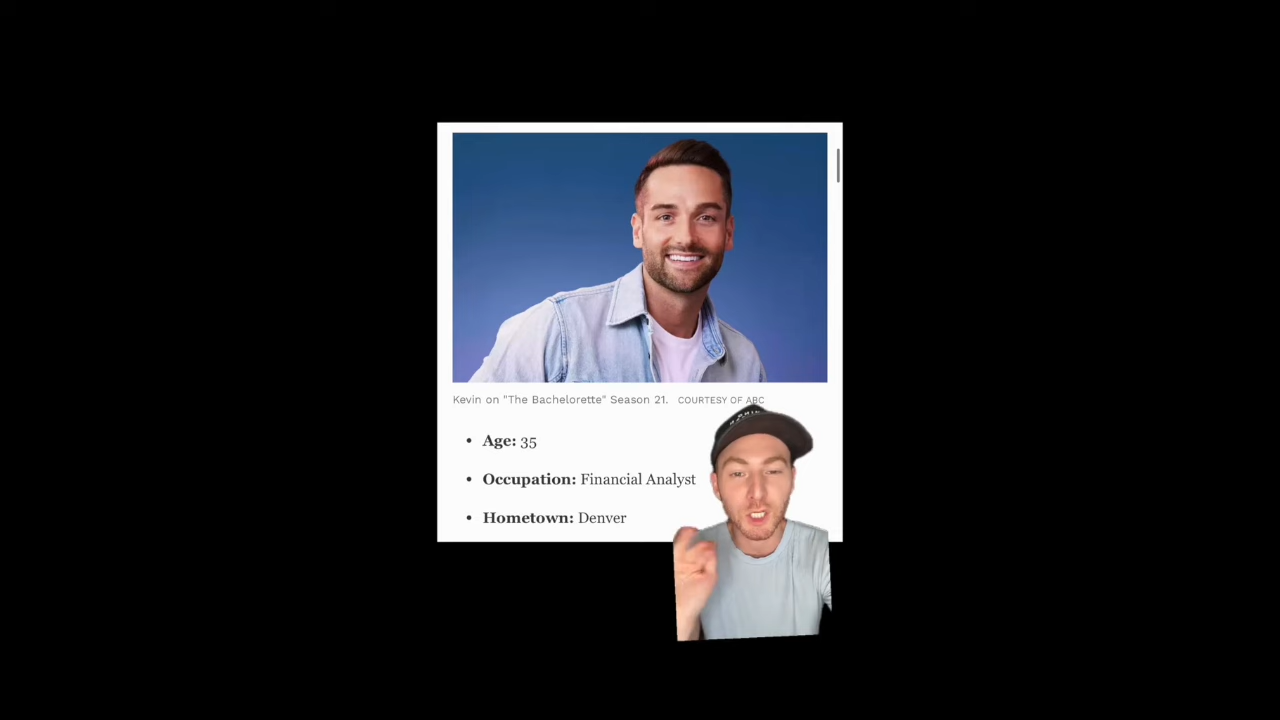 Kevin on "The Bachelorette" Season 21. COURTESY OF ABC
• Age: 35
• Occupation: Financial Analyst
• Hometown: Denver